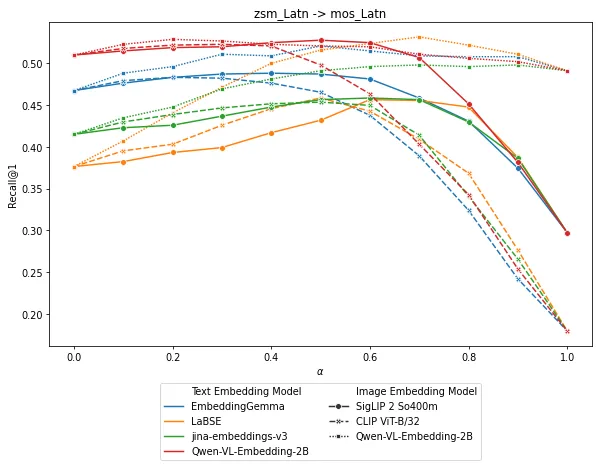 zsm_Latn -> mos_Latn
Recall@1
0.50
0.45
0.40
0.35
0.30
0.25
0.20
0.0 0.2 0.4 0.6 0.8 1.0
α
Text Embedding Model
EmbeddingGemma
LaBSE
jina-embeddings-v3
Qwen-VL-Embedding-2B
Image Embedding Model
SigLIP 2 So400m
CLIP ViT-B/32
Qwen-VL-Embedding-2B